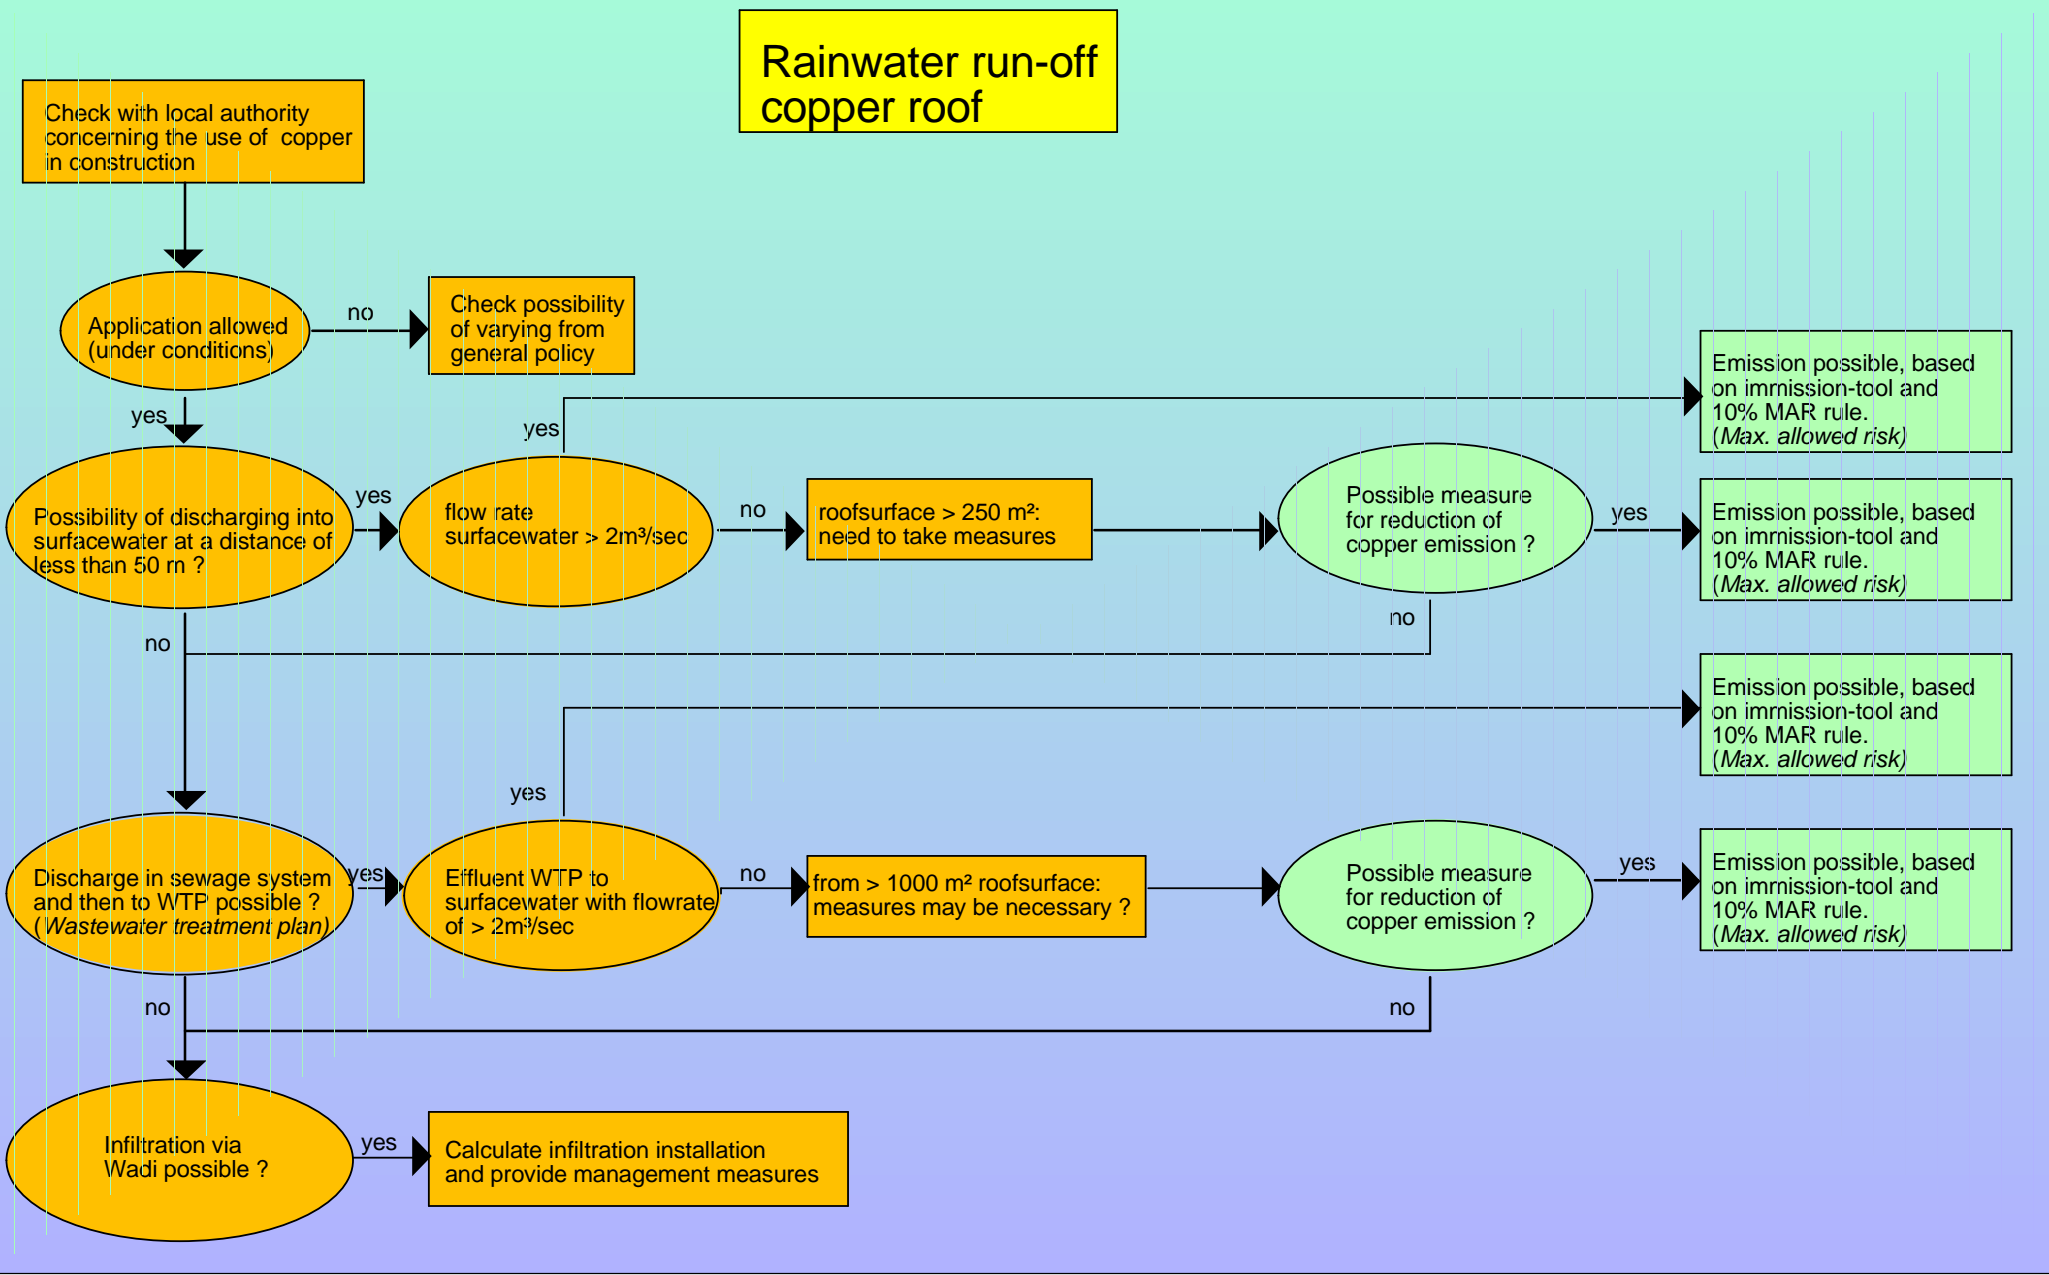 Rainwater run-off
copper roof
Check with local authority
concerning the use of copper
in construction
Application allowed
(under conditions)
no
Check possibility
of varying from
general policy
yes
Possibility of discharging into
surfacewater at a distance of
less than 50 m ?
yes
flow rate
surfacewater > 2m³/sec
yes
Emission possible, based
on immission-tool and
10% MAR rule.
(Max. allowed risk)
no
roofsurface > 250 m²:
need to take measures
Possible measure
for reduction of
copper emission ?
yes
Emission possible, based
on immission-tool and
10% MAR rule.
(Max. allowed risk)
no
no
Discharge in sewage system
and then to WTP possible ?
(Wastewater treatment plan)
yes
Effluent WTP to
surfacewater with flowrate
of > 2m³/sec
yes
Emission possible, based
on immission-tool and
10% MAR rule.
(Max. allowed risk)
no
from > 1000 m² roofsurface:
measures may be necessary ?
Possible measure
for reduction of
copper emission ?
yes
Emission possible, based
on immission-tool and
10% MAR rule.
(Max. allowed risk)
no
no
Infiltration via
Wadi possible ?
yes
Calculate infiltration installation
and provide management measures